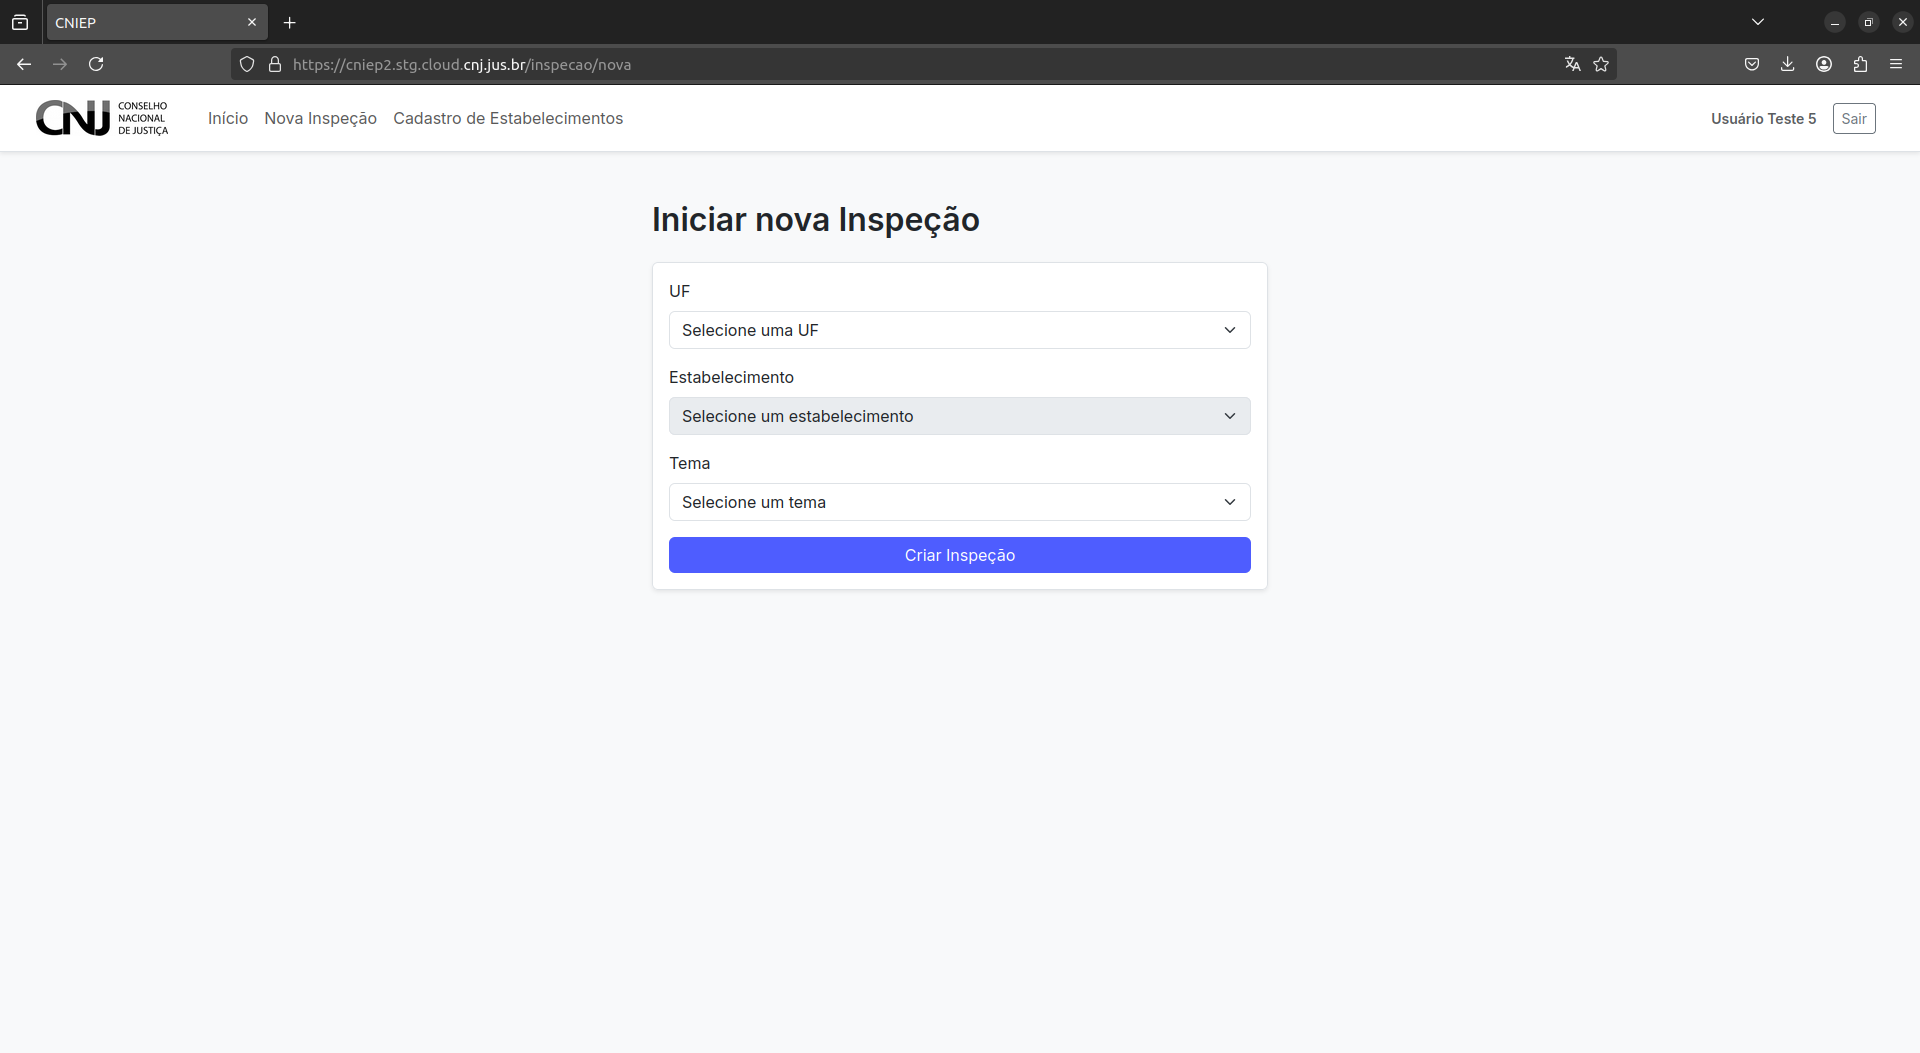 CNIEP
https://cniep2.stg.cloud.cnj.jus.br/inspecao/nova
CNJ
CONSELHO
NACIONAL
DE JUSTIÇA
Início Nova Inspeção Cadastro de Estabelecimentos
Usuário Teste 5 Sair
Iniciar nova Inspeção
UF
Selecione uma UF
Estabelecimento
Selecione um estabelecimento
Tema
Selecione um tema
Criar Inspeção